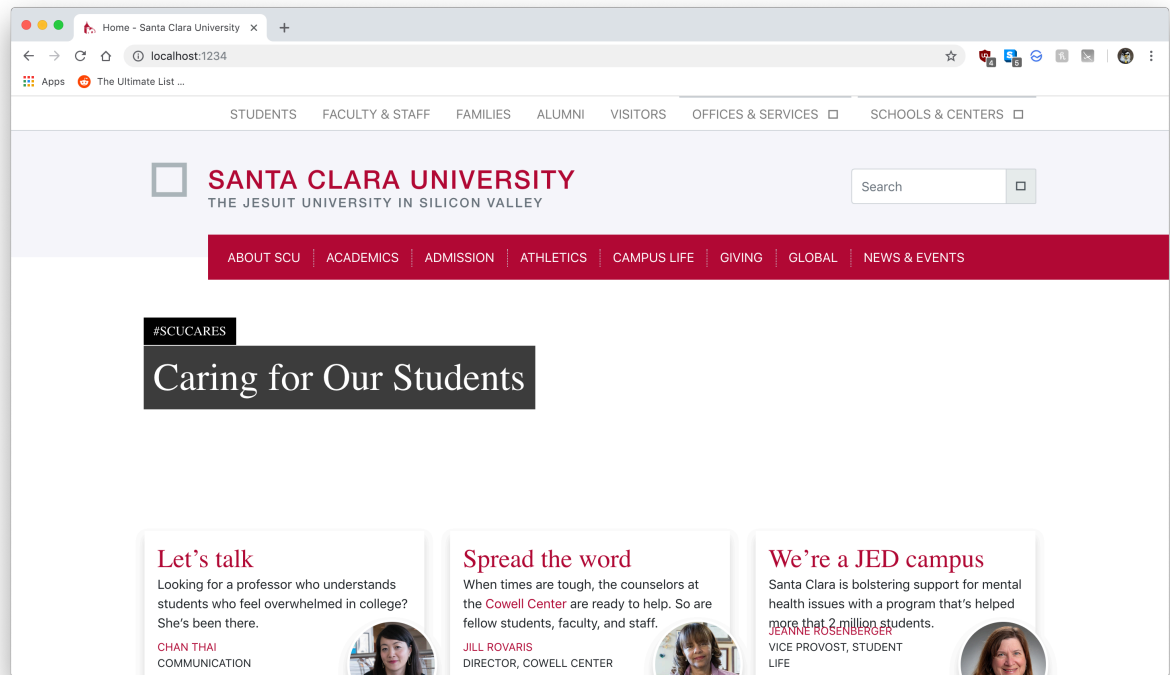 Home - Santa Clara University
localhost:1234
4
5
Apps
The Ultimate List ...
STUDENTS FACULTY & STAFF FAMILIES ALUMNI VISITORS OFFICES & SERVICES SCHOOLS & CENTERS
SANTA CLARA UNIVERSITY
THE JESUIT UNIVERSITY IN SILICON VALLEY
Search
ABOUT SCU ACADEMICS ADMISSION ATHLETICS CAMPUS LIFE GIVING GLOBAL NEWS & EVENTS
#SCUCARES
Caring for Our Students
Let’s talk
Looking for a professor who understands
students who feel overwhelmed in college?
She’s been there.
CHAN THAI
COMMUNICATION
Spread the word
When times are tough, the counselors at
the Cowell Center are ready to help. So are
fellow students, faculty, and staff.
JILL ROVARIS
DIRECTOR, COWELL CENTER
We’re a JED campus
Santa Clara is bolstering support for mental
health issues with a program that’s helped
more that 2 million students.
JEANNE ROSENBERGER
VICE PROVOST, STUDENT
LIFE